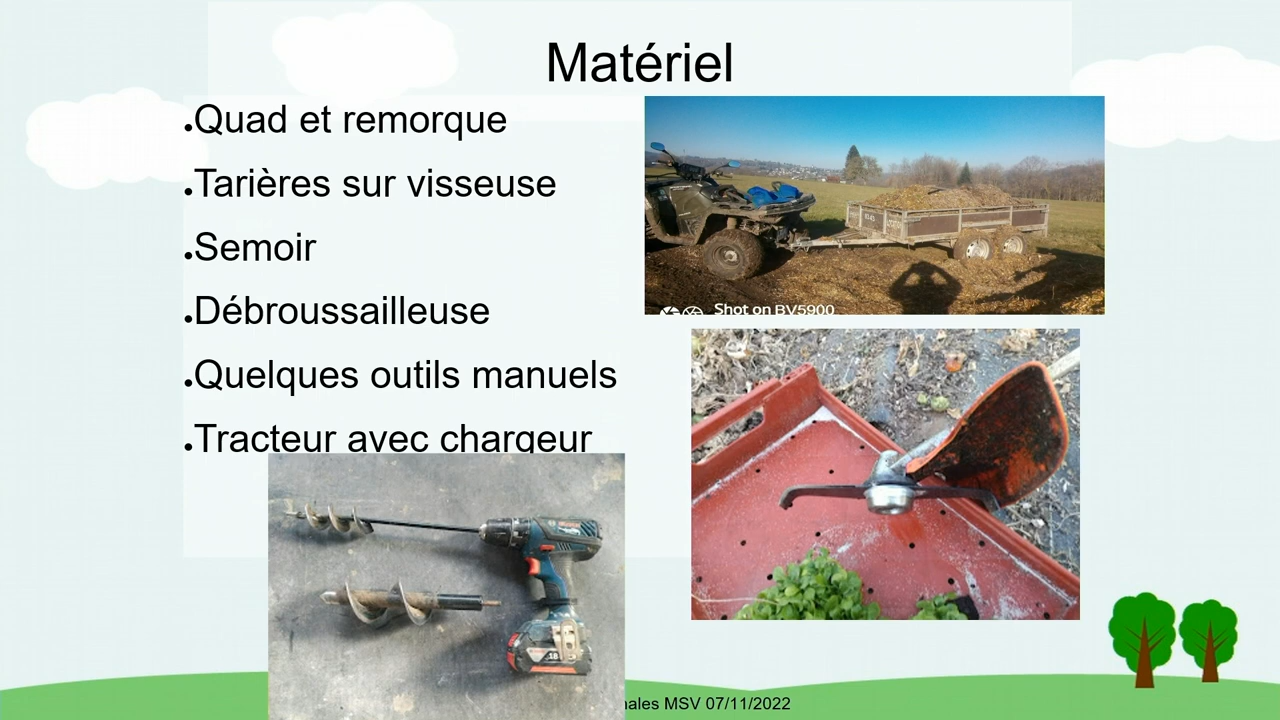 Matériel
Quad et remorque
Tarières sur visseuse
Semoir
Débroussailleuse
Quelques outils manuels
Tracteur avec chargeur
Shot on BV5900
MSV 07/11/2022